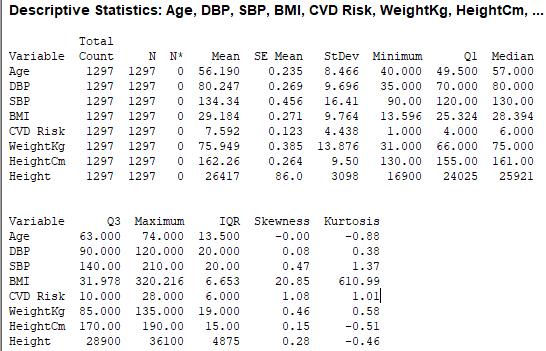 Descriptive Statistics: Age, DBP, SBP, BMI, CVD Risk, WeightKg, HeightCm, ...
Total
Variable Count N N* Mean SE Mean StDev Minimum Q1 Median
Age 1297 1297 0 56.190 0.235 8.466 40.000 49.500 57.000
DBP 1297 1297 0 80.247 0.269 9.696 35.000 70.000 80.000
SBP 1297 1297 0 134.34 0.456 16.41 90.00 120.00 130.00
BMI 1297 1297 0 29.184 0.271 9.764 13.596 25.324 28.394
CVD Risk 1297 1297 0 7.592 0.123 4.438 1.000 4.000 6.000
WeightKg 1297 1297 0 75.949 0.385 13.876 31.000 66.000 75.000
HeightCm 1297 1297 0 162.26 0.264 9.50 130.00 155.00 161.00
Height 1297 1297 0 26417 86.0 3098 16900 24025 25921
Variable Q3 Maximum IQR Skewness Kurtosis
Age 63.000 74.000 13.500 -0.00 -0.88
DBP 90.000 120.000 20.000 0.08 0.38
SBP 140.00 210.00 20.00 0.47 1.37
BMI 31.978 320.216 6.653 20.85 610.99
CVD Risk 10.000 28.000 6.000 1.08 1.01
WeightKg 85.000 135.000 19.000 0.46 0.58
HeightCm 170.00 190.00 15.00 0.15 -0.51
Height 28900 36100 4875 0.28 -0.46